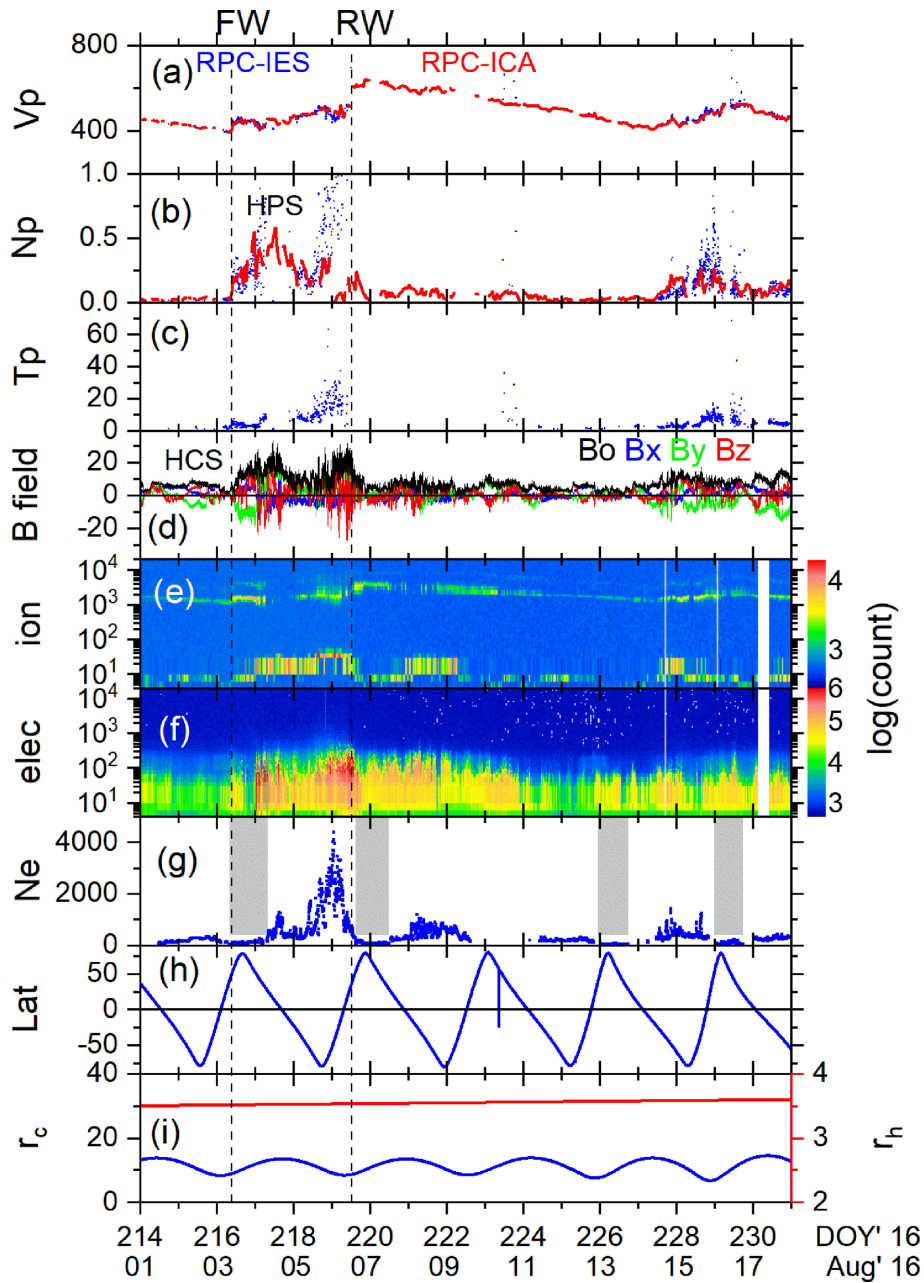 FW RW
800
RPC-IES RPC-ICA
(a)
Vp
400
1.0
(b) HPS
Np
0.5
0.0
60
(c)
Tp
40
20
0
HCS Bo Bx By Bz
20
B field
0
-20
(d)
10⁴
(e)
10³
ion
10²
10¹
4
3
10⁴
(f)
10³
elec
10²
10¹
6
5
4
3
log(count)
4000
(g)
Ne
2000
0
(h)
50
Lat
0
-50
40 4
(i)
r_c
20 3
r_h
0 2
214 216 218 220 222 224 226 228 230 DOY' 16
01 03 05 07 09 11 13 15 17 Aug' 16